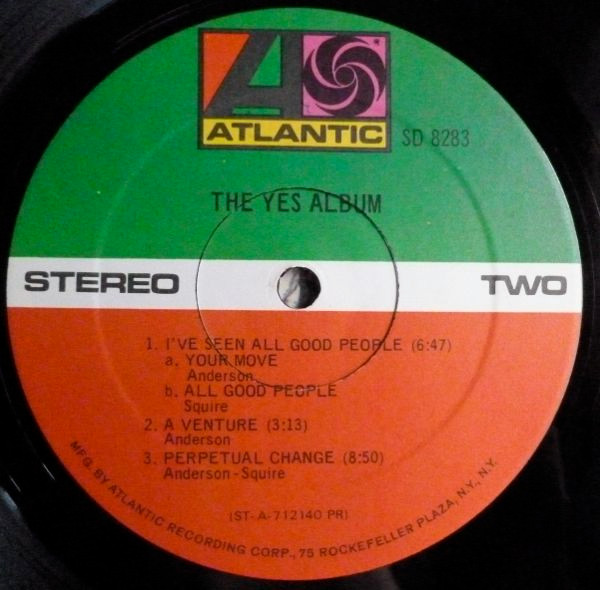 ATLANTIC
SD 8283
THE YES ALBUM
STEREO
TWO
1. I'VE SEEN ALL GOOD PEOPLE (6:47)
a. YOUR MOVE
Anderson
b. ALL GOOD PEOPLE
Squire
2. A VENTURE (3:13)
Anderson
3. PERPETUAL CHANGE (8:50)
Anderson - Squire
(ST-A-712140 PR)
MFG. BY ATLANTIC RECORDING CORP., 75 ROCKEFELLER PLAZA, N.Y., N.Y.